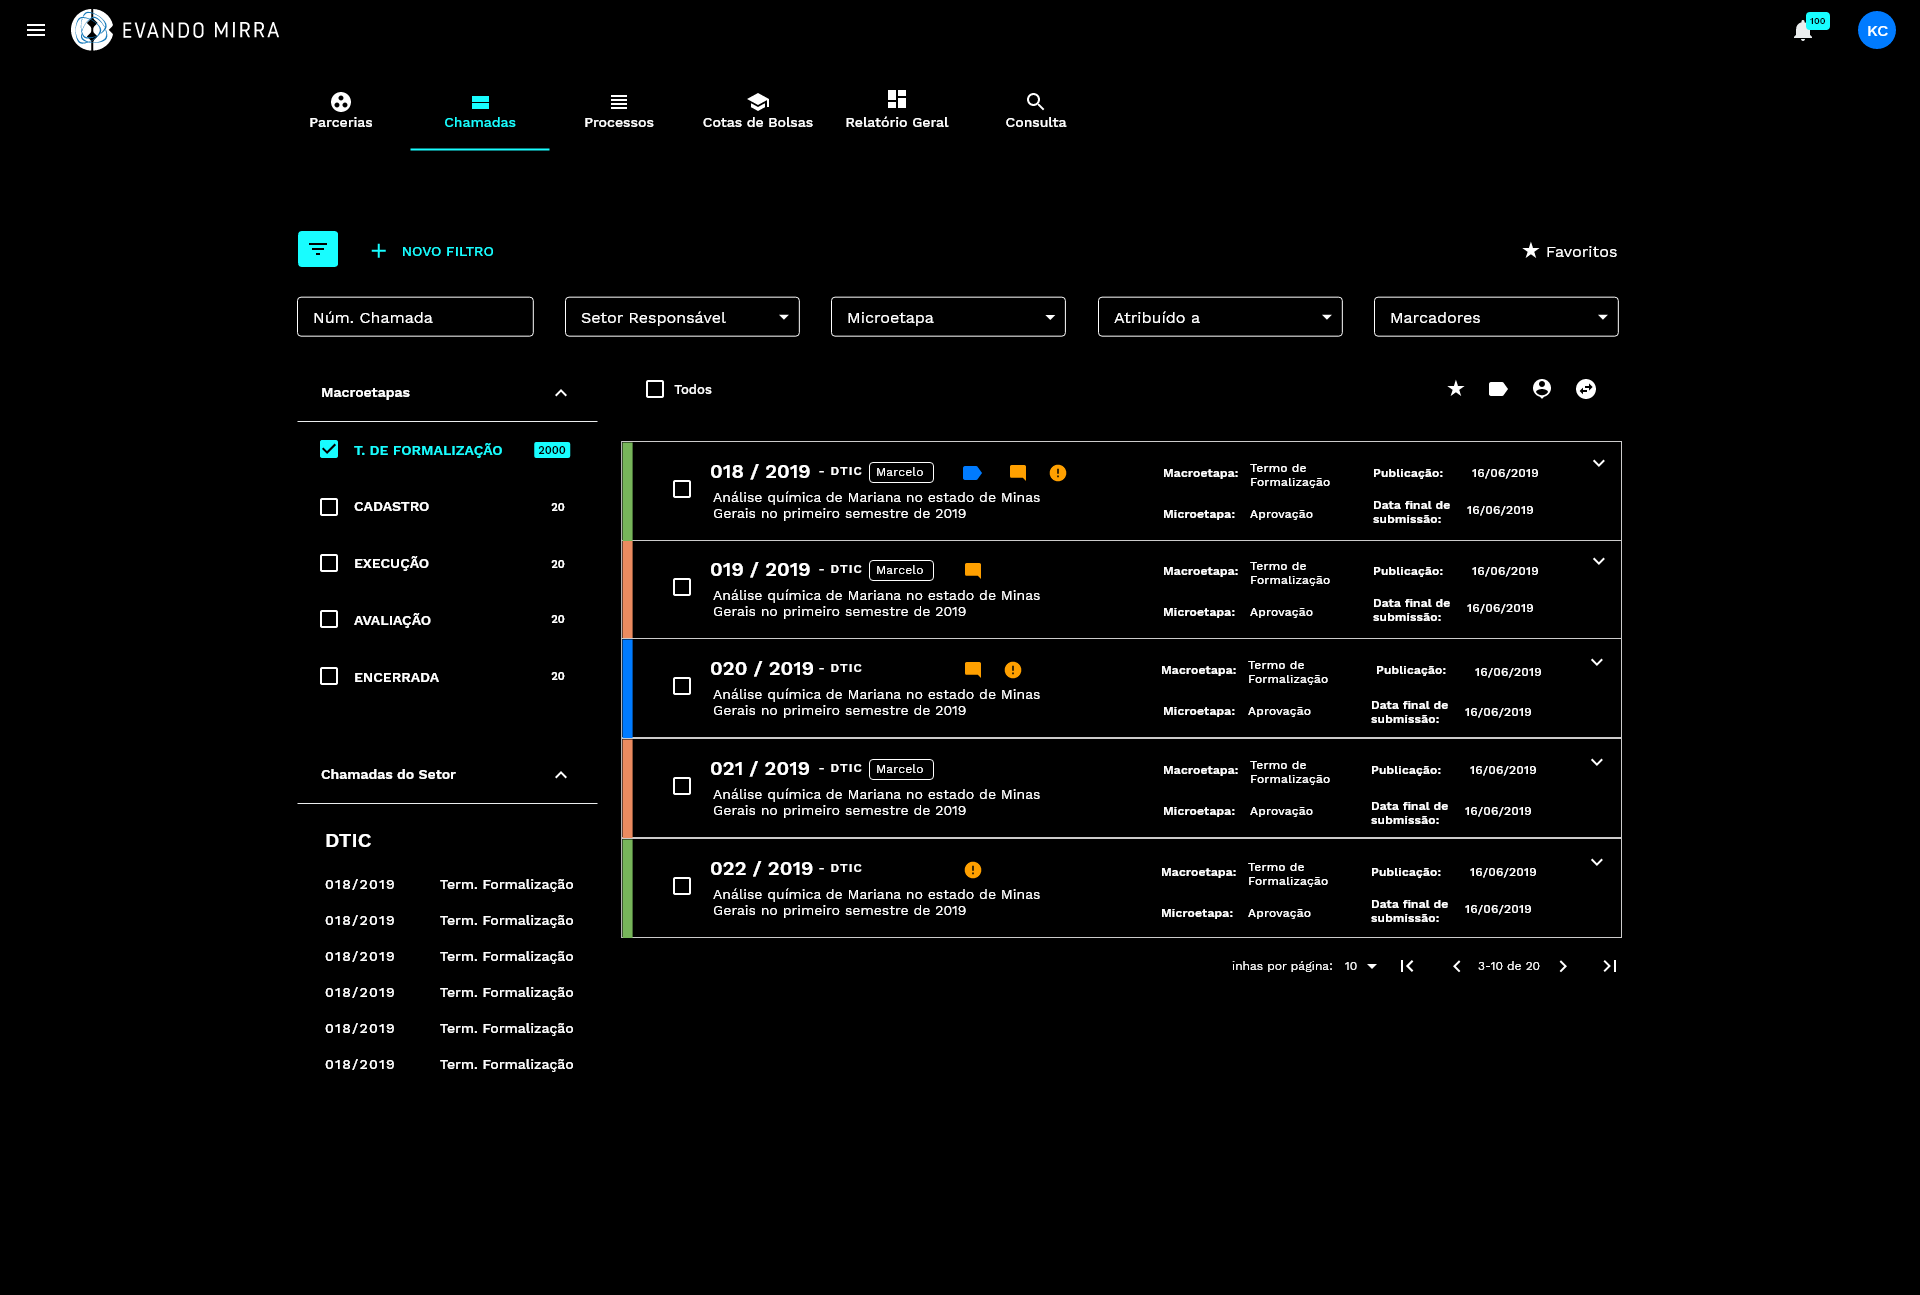 EVANDO MIRRA
100
KC
Parcerias
Chamadas
Processos
Cotas de Bolsas
Relatório Geral
Consulta
NOVO FILTRO
Favoritos
Núm. Chamada
Setor Responsável
Microetapa
Atribuído a
Marcadores
Macroetapas
T. DE FORMALIZAÇÃO 2000
CADASTRO 20
EXECUÇÃO 20
AVALIAÇÃO 20
ENCERRADA 20
Chamadas do Setor
DTIC
018/2019 Term. Formalização
018/2019 Term. Formalização
018/2019 Term. Formalização
018/2019 Term. Formalização
018/2019 Term. Formalização
018/2019 Term. Formalização
Todos
018 / 2019 - DTIC Marcelo
Análise química de Mariana no estado de Minas
Gerais no primeiro semestre de 2019
Macroetapa: Termo de
Formalização
Microetapa: Aprovação
Publicação: 16/06/2019
Data final de
submissão: 16/06/2019
019 / 2019 - DTIC Marcelo
Análise química de Mariana no estado de Minas
Gerais no primeiro semestre de 2019
Macroetapa: Termo de
Formalização
Microetapa: Aprovação
Publicação: 16/06/2019
Data final de
submissão: 16/06/2019
020 / 2019 - DTIC
Análise química de Mariana no estado de Minas
Gerais no primeiro semestre de 2019
Macroetapa: Termo de
Formalização
Microetapa: Aprovação
Publicação: 16/06/2019
Data final de
submissão: 16/06/2019
021 / 2019 - DTIC Marcelo
Análise química de Mariana no estado de Minas
Gerais no primeiro semestre de 2019
Macroetapa: Termo de
Formalização
Microetapa: Aprovação
Publicação: 16/06/2019
Data final de
submissão: 16/06/2019
022 / 2019 - DTIC
Análise química de Mariana no estado de Minas
Gerais no primeiro semestre de 2019
Macroetapa: Termo de
Formalização
Microetapa: Aprovação
Publicação: 16/06/2019
Data final de
submissão: 16/06/2019
inhas por página: 10
3-10 de 20